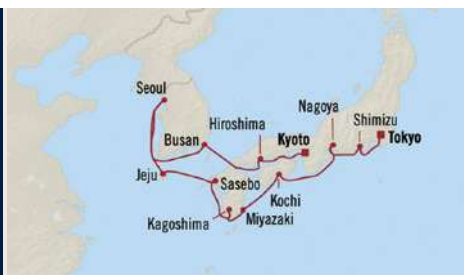 Seoul
Nagoya
Shimizu
Hiroshima
Busan
Kyoto
Tokyo
Jeju
Sasebo
Kochi
Kagoshima
Miyazaki